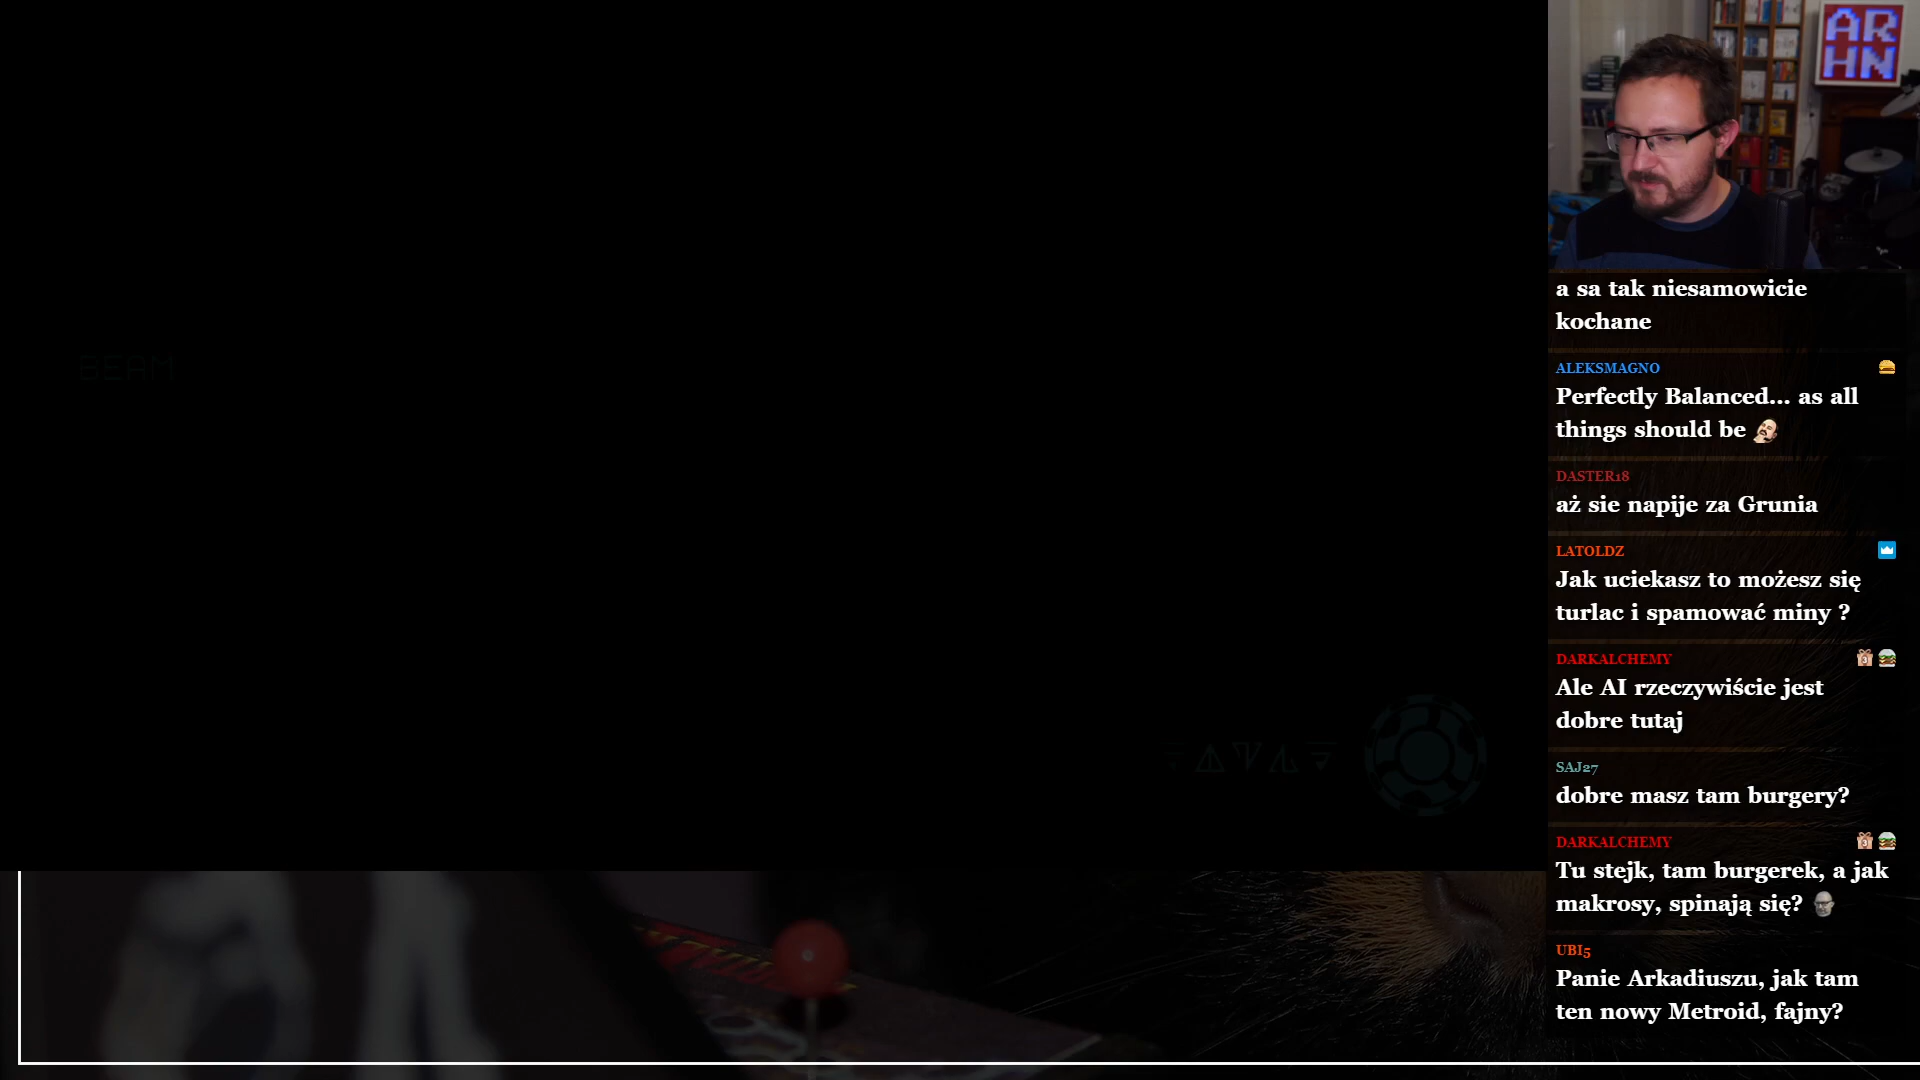 BEAM
AR
HN
a sa tak niesamowicie
kochane
ALEKSMAGNO
Perfectly Balanced... as all
things should be
DASTER18
aż sie napije za Grunia
LATOLDZ
Jak uciekasz to możesz się
turlac i spamować miny ?
DARKALCHEMY
Ale AI rzeczywiście jest
dobre tutaj
SAJ27
dobre masz tam burgery?
DARKALCHEMY
Tu stejk, tam burgerek, a jak
makrosy, spinają się?
UBI5
Panie Arkadiuszu, jak tam
ten nowy Metroid, fajny?